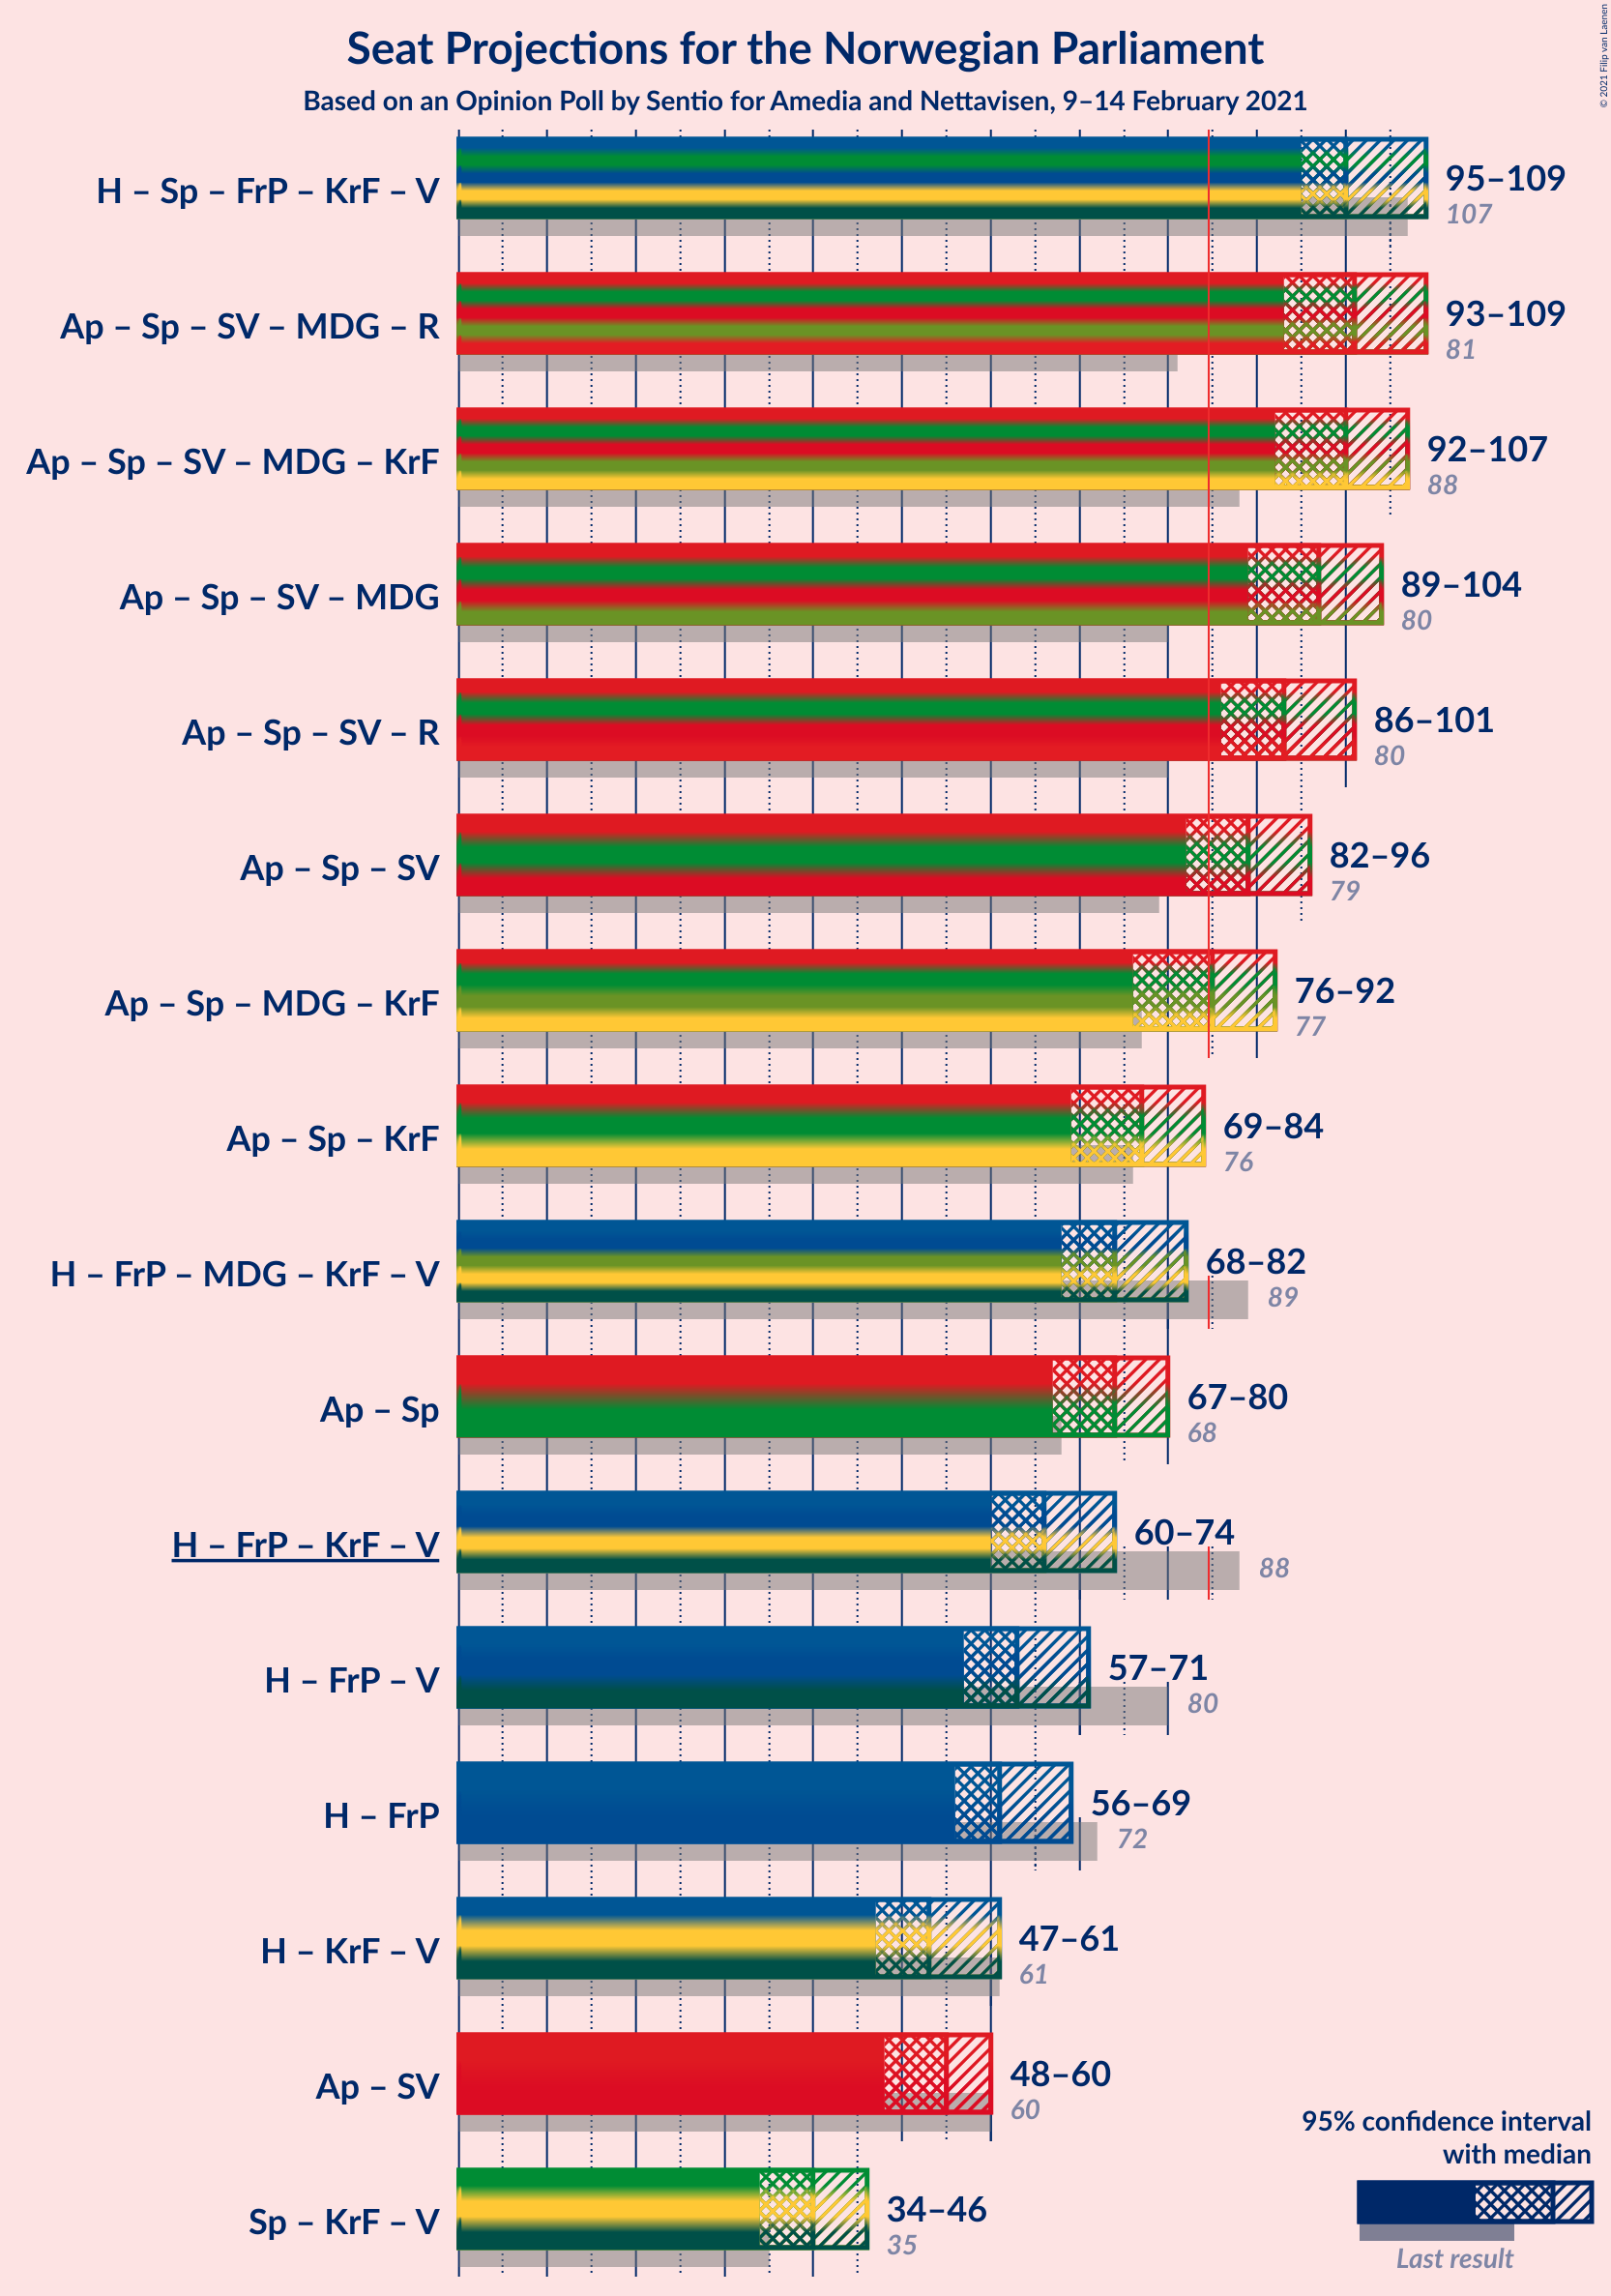 Seat Projections for the Norwegian Parliament
Based on an Opinion Poll by Sentio for Amedia and Nettavisen, 9–14 February 2021
© 2021 Filip van Laenen
H – Sp – FrP – KrF – V
95–109
107
Ap – Sp – SV – MDG – R
93–109
81
Ap – Sp – SV – MDG – KrF
92–107
88
Ap – Sp – SV – MDG
89–104
80
Ap – Sp – SV – R
86–101
80
Ap – Sp – SV
82–96
79
Ap – Sp – MDG – KrF
76–92
77
Ap – Sp – KrF
69–84
76
H – FrP – MDG – KrF – V
68–82
89
Ap – Sp
67–80
68
H – FrP – KrF – V
60–74
88
H – FrP – V
57–71
80
H – FrP
56–69
72
H – KrF – V
47–61
61
Ap – SV
48–60
60
Sp – KrF – V
34–46
35
95% confidence interval
with median
Last result